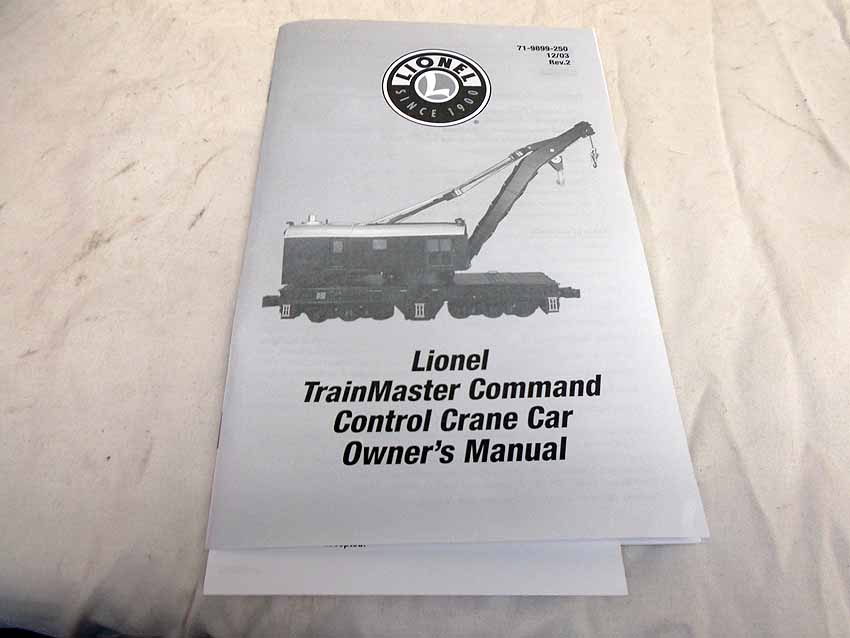 71-9899-250
12/03
Rev.2
LIONEL
L
SINCE 1900
®
Lionel
TrainMaster Command
Control Crane Car
Owner's Manual